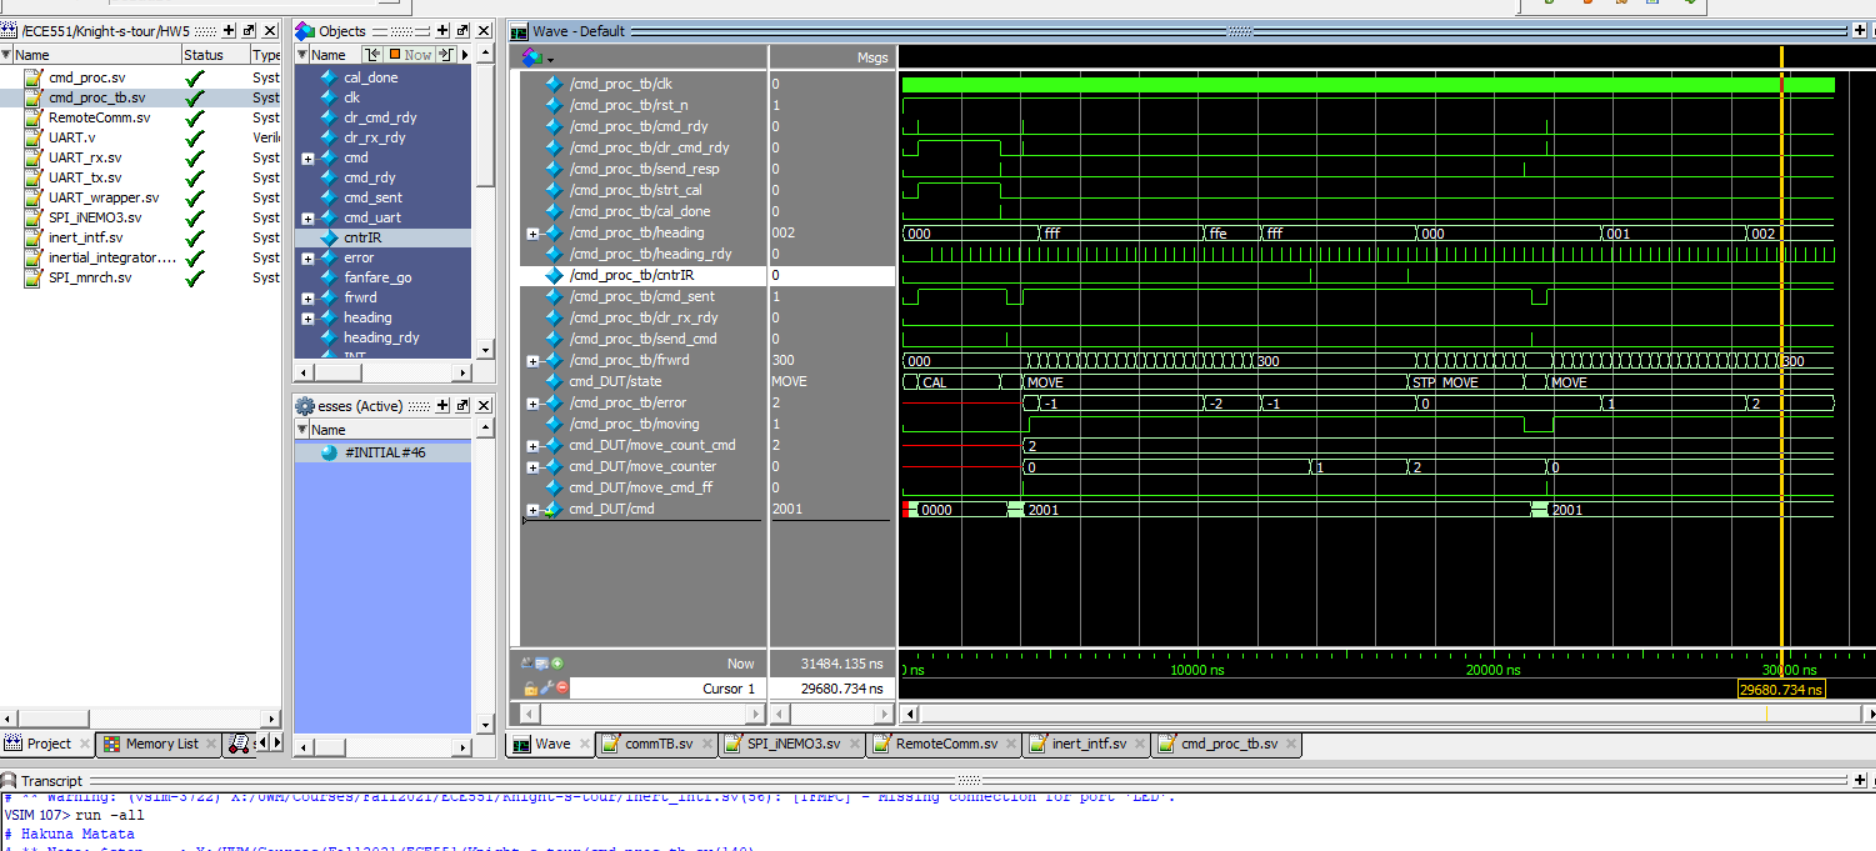 /ECE551/Knight-s-tour/HW5
Name Status Type
cmd_proc.sv Syst
cmd_proc_tb.sv Syst
RemoteComm.sv Syst
UART.v Veril
UART_rx.sv Syst
UART_tx.sv Syst
UART_wrapper.sv Syst
SPI_iNEMO3.sv Syst
inert_intf.sv Syst
inertial_integrator.... Syst
SPI_mnrch.sv Syst
Project Memory List
Objects
Name Now
cal_done
clk
clr_cmd_rdy
clr_rx_rdy
cmd
cmd_rdy
cmd_sent
cmd_uart
cntrIR
error
fanfare_go
frwrd
heading
heading_rdy
INT
esses (Active)
Name
#INITIAL#46
Wave - Default
Msgs
/cmd_proc_tb/clk 0
/cmd_proc_tb/rst_n 1
/cmd_proc_tb/cmd_rdy 0
/cmd_proc_tb/clr_cmd_rdy 0
/cmd_proc_tb/send_resp 0
/cmd_proc_tb/strt_cal 0
/cmd_proc_tb/cal_done 0
/cmd_proc_tb/heading 002 000 fff ffe fff 000 001 002
/cmd_proc_tb/heading_rdy 0
/cmd_proc_tb/cntrIR 0
/cmd_proc_tb/cmd_sent 1
/cmd_proc_tb/clr_rx_rdy 0
/cmd_proc_tb/send_cmd 0
/cmd_proc_tb/frwrd 300 000 300 300
cmd_DUT/state MOVE CAL MOVE STP MOVE MOVE
/cmd_proc_tb/error 2 -1 -2 -1 0 1 2
/cmd_proc_tb/moving 1
cmd_DUT/move_count_cmd 2 2
cmd_DUT/move_counter 0 0 1 2 0
cmd_DUT/move_cmd_ff 0
cmd_DUT/cmd 2001 0000 2001 2001
Now 31484.135 ns 10000 ns 20000 ns 30000 ns
Cursor 1 29680.734 ns 29680.734 ns
Wave commTB.sv SPI_iNEMO3.sv RemoteComm.sv inert_intf.sv cmd_proc_tb.sv
Transcript
# ** Warning: (vsim-3722) X:/UWM/Courses/Fall2021/ECE551/Knight-s-tour/inert_intf.sv(56): [TFMPC] - Missing connection for port 'LED'.
VSIM 107> run -all
# Hakuna Matata
# ** Note: $stop : X:/UWM/Courses/Fall2021/ECE551/Knight-s-tour/cmd_proc_tb.sv(140)